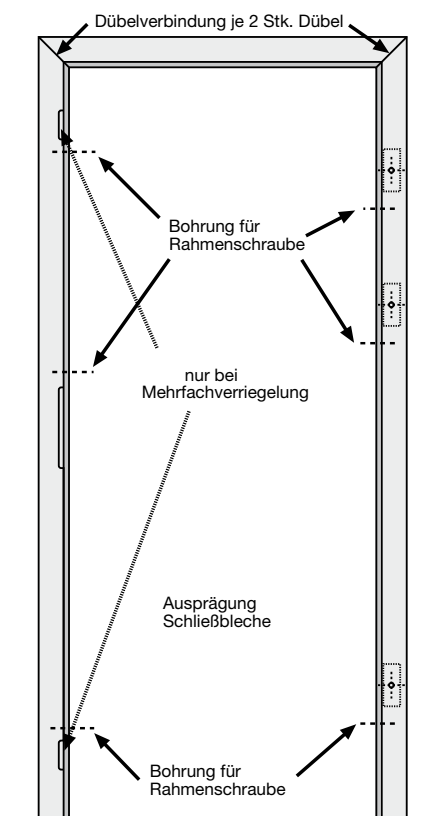 Dübelverbindung je 2 Stk. Dübel
Bohrung für
Rahmenschraube
nur bei
Mehrfachverriegelung
Ausprägung
Schließbleche
Bohrung für
Rahmenschraube